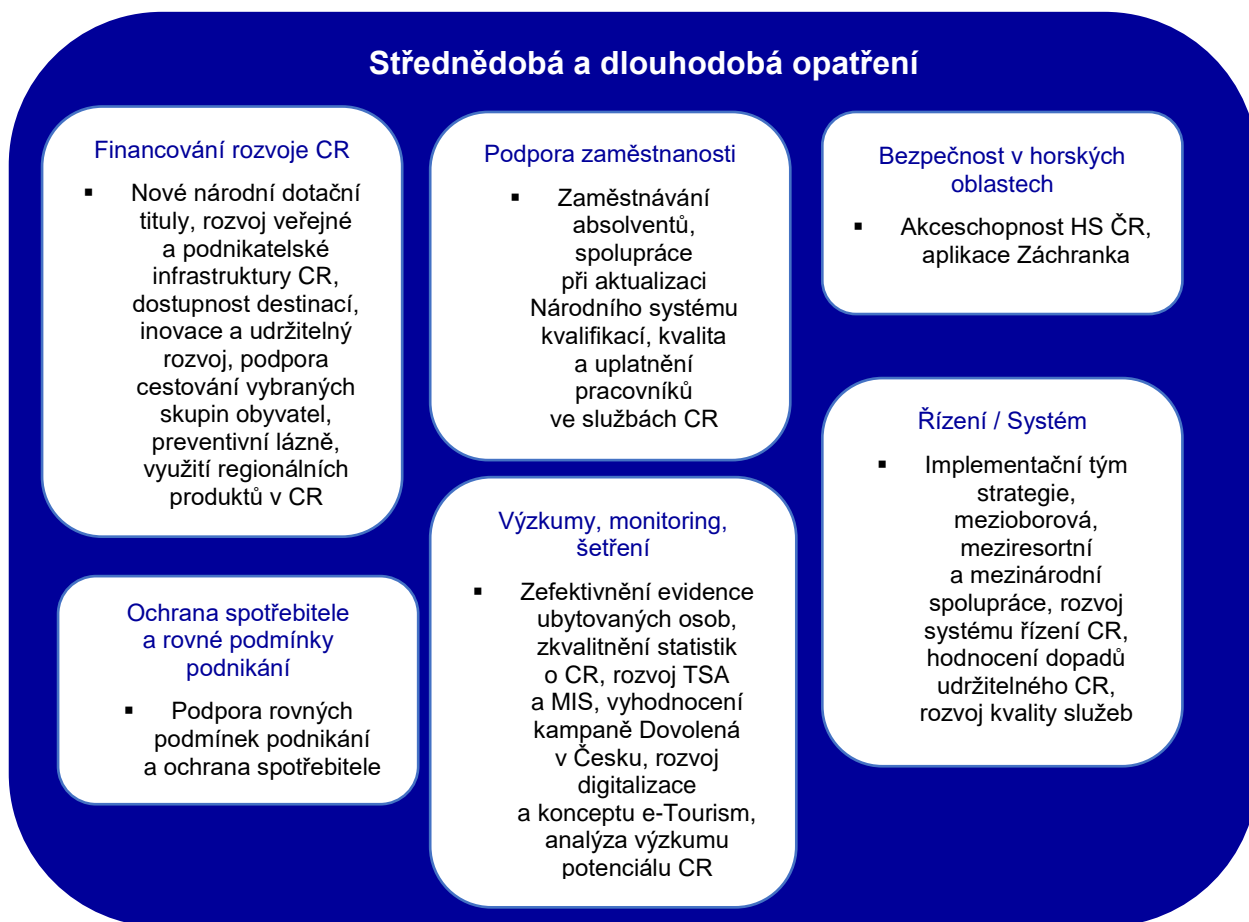 Střednědobá a dlouhodobá opatření
Financování rozvoje CR
▪ Nové národní dotační
tituly, rozvoj veřejné
a podnikatelské
infrastruktury CR,
dostupnost destinací,
inovace a udržitelný
rozvoj, podpora
cestování vybraných
skupin obyvatel,
preventivní lázně,
využití regionálních
produktů v CR
Podpora zaměstnanosti
▪ Zaměstnávání
absolventů,
spolupráce
při aktualizaci
Národního systému
kvalifikací, kvalita
a uplatnění
pracovníků
ve službách CR
Bezpečnost v horských
oblastech
▪ Akceschopnost HS ČR,
aplikace Záchranka
Ochrana spotřebitele
a rovné podmínky
podnikání
▪ Podpora rovných
podmínek podnikání
a ochrana spotřebitele
Výzkumy, monitoring,
šetření
▪ Zefektivnění evidence
ubytovaných osob,
zkvalitnění statistik
o CR, rozvoj TSA
a MIS, vyhodnocení
kampaně Dovolená
v Česku, rozvoj
digitalizace
a konceptu e-Tourism,
analýza výzkumu
potenciálu CR
Řízení / Systém
▪ Implementační tým
strategie,
mezioborová,
meziresortní
a mezinárodní
spolupráce, rozvoj
systému řízení CR,
hodnocení dopadů
udržitelného CR,
rozvoj kvality služeb